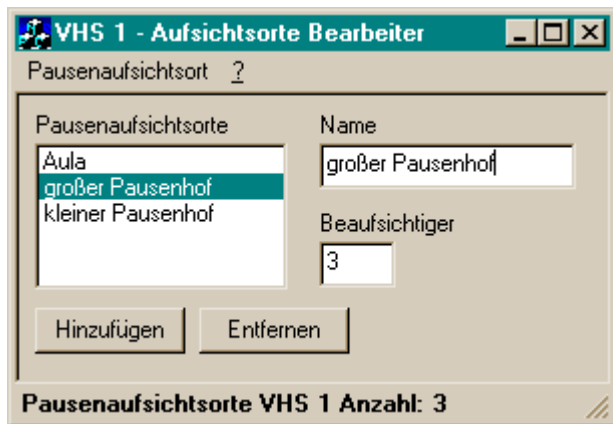 VHS 1 - Aufsichtsorte Bearbeiter
Pausenaufsichtsort ?
Pausenaufsichtsorte
Aula
großer Pausenhof
kleiner Pausenhof
Name
großer Pausenhof
Beaufsichtiger
3
Hinzufügen Entfernen
Pausenaufsichtsorte VHS 1 Anzahl: 3